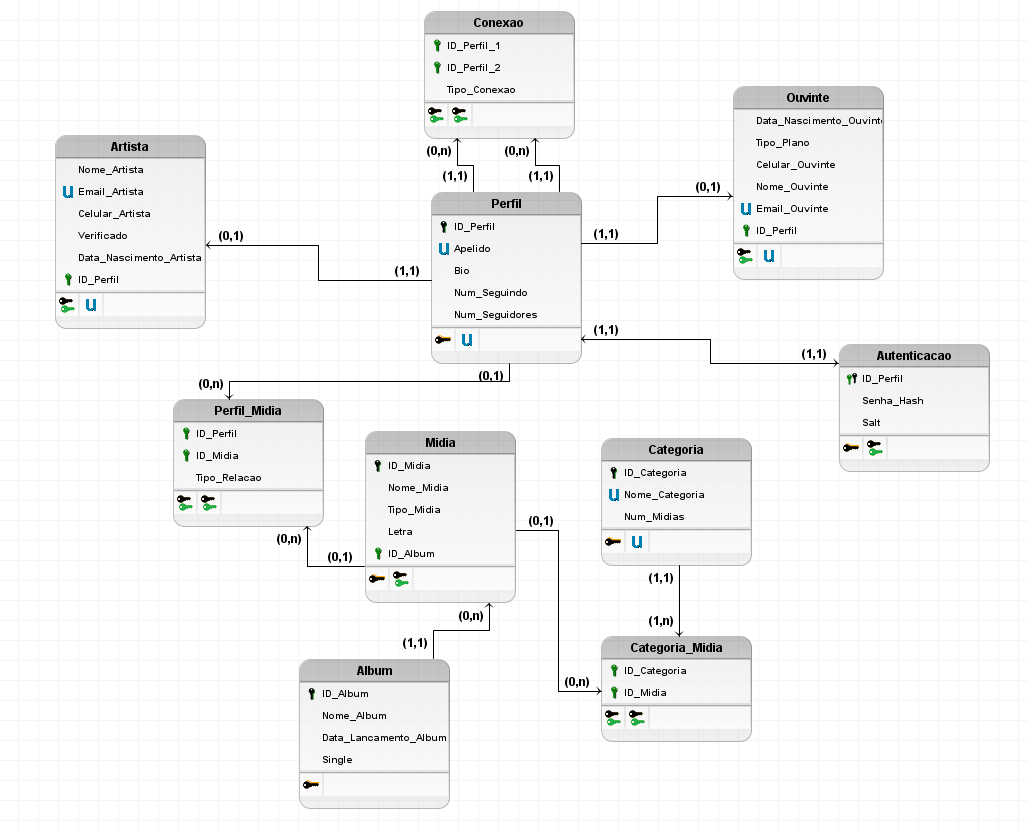 Conexao
ID_Perfil_1
ID_Perfil_2
Tipo_Conexao
(0,n)
(0,n)
(1,1)
(1,1)
Ouvinte
Data_Nascimento_Ouvint
Tipo_Plano
Celular_Ouvinte
Nome_Ouvinte
U Email_Ouvinte
ID_Perfil
U
(0,1)
(1,1)
Artista
Nome_Artista
U Email_Artista
Celular_Artista
Verificado
Data_Nascimento_Artista
ID_Perfil
U
(0,1)
(1,1)
Perfil
ID_Perfil
U Apelido
Bio
Num_Seguindo
Num_Seguidores
U
(1,1)
(1,1)
Autenticacao
ID_Perfil
Senha_Hash
Salt
(0,1)
(0,n)
Perfil_Midia
ID_Perfil
ID_Midia
Tipo_Relacao
(0,n)
(0,1)
Midia
ID_Midia
Nome_Midia
Tipo_Midia
Letra
ID_Album
(0,1)
(0,n)
(0,n)
(1,1)
Categoria
ID_Categoria
U Nome_Categoria
Num_Midias
U
(1,1)
(1,n)
Categoria_Midia
ID_Categoria
ID_Midia
Album
ID_Album
Nome_Album
Data_Lancamento_Album
Single